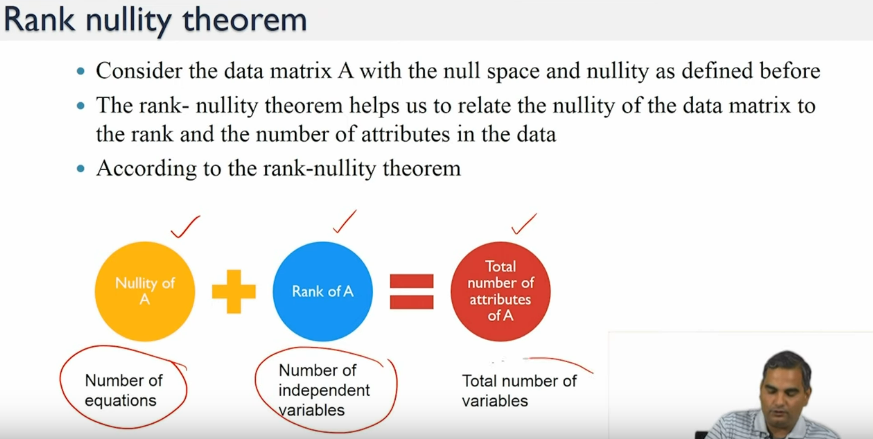 Rank nullity theorem
• Consider the data matrix A with the null space and nullity as defined before
• The rank- nullity theorem helps us to relate the nullity of the data matrix to
the rank and the number of attributes in the data
• According to the rank-nullity theorem
Nullity of
A
Rank of A
Total
number of
attributes
of A
Number of
equations
Number of
independent
variables
Total number of
variables